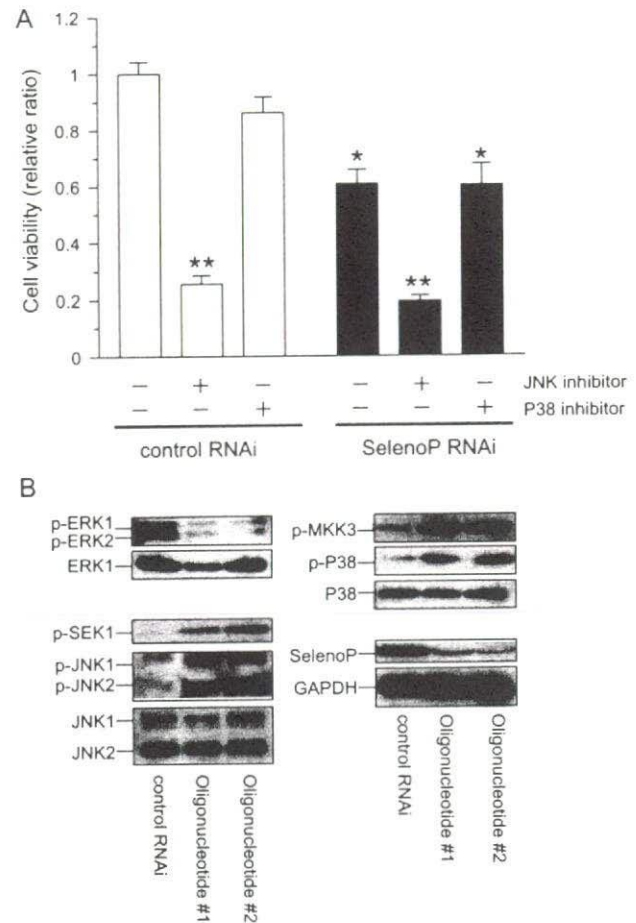 A
Cell viability (relative ratio)
1.2
1
0.8
0.6
0.4
0.2
0
**
*
**
*
− + − − + − JNK inhibitor
− − + − − + P38 inhibitor
control RNAi SelenoP RNAi
B
p-ERK1
p-ERK2
ERK1
p-SEK1
p-JNK1
p-JNK2
JNK1
JNK2
control RNAi
Oligonucleotide #1
Oligonucleotide #2
p-MKK3
p-P38
P38
SelenoP
GAPDH
control RNAi
Oligonucleotide #1
Oligonucleotide #2